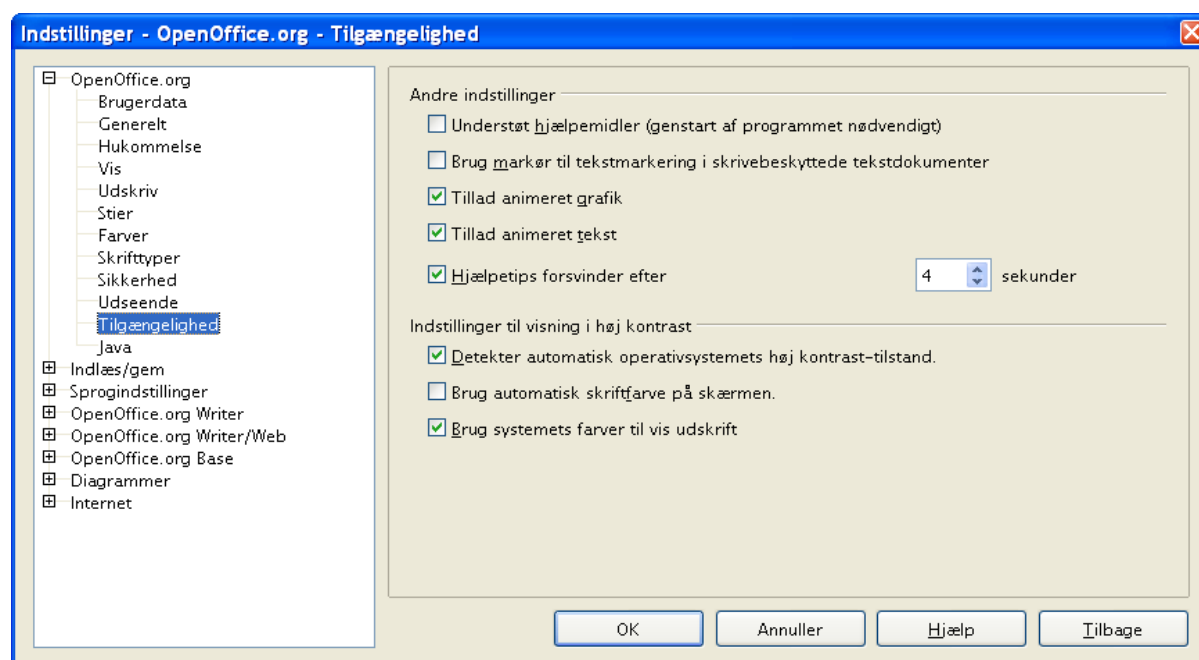 Indstillinger - OpenOffice.org - Tilgængelighed
OpenOffice.org
Brugerdata
Generelt
Hukommelse
Vis
Udskriv
Stier
Farver
Skrifttyper
Sikkerhed
Udseende
Tilgængelighed
Java
Indlæs/gem
Sprogindstillinger
OpenOffice.org Writer
OpenOffice.org Writer/Web
OpenOffice.org Base
Diagrammer
Internet
Andre indstillinger
Understøt hjælpemidler (genstart af programmet nødvendigt)
Brug markør til tekstmarkering i skrivebeskyttede tekstdokumenter
Tillad animeret grafik
Tillad animeret tekst
Hjælpetips forsvinder efter 4 sekunder
Indstillinger til visning i høj kontrast
Detekter automatisk operativsystemets høj kontrast-tilstand.
Brug automatisk skriftfarve på skærmen.
Brug systemets farver til vis udskrift
OK Annuller Hjælp Tilbage